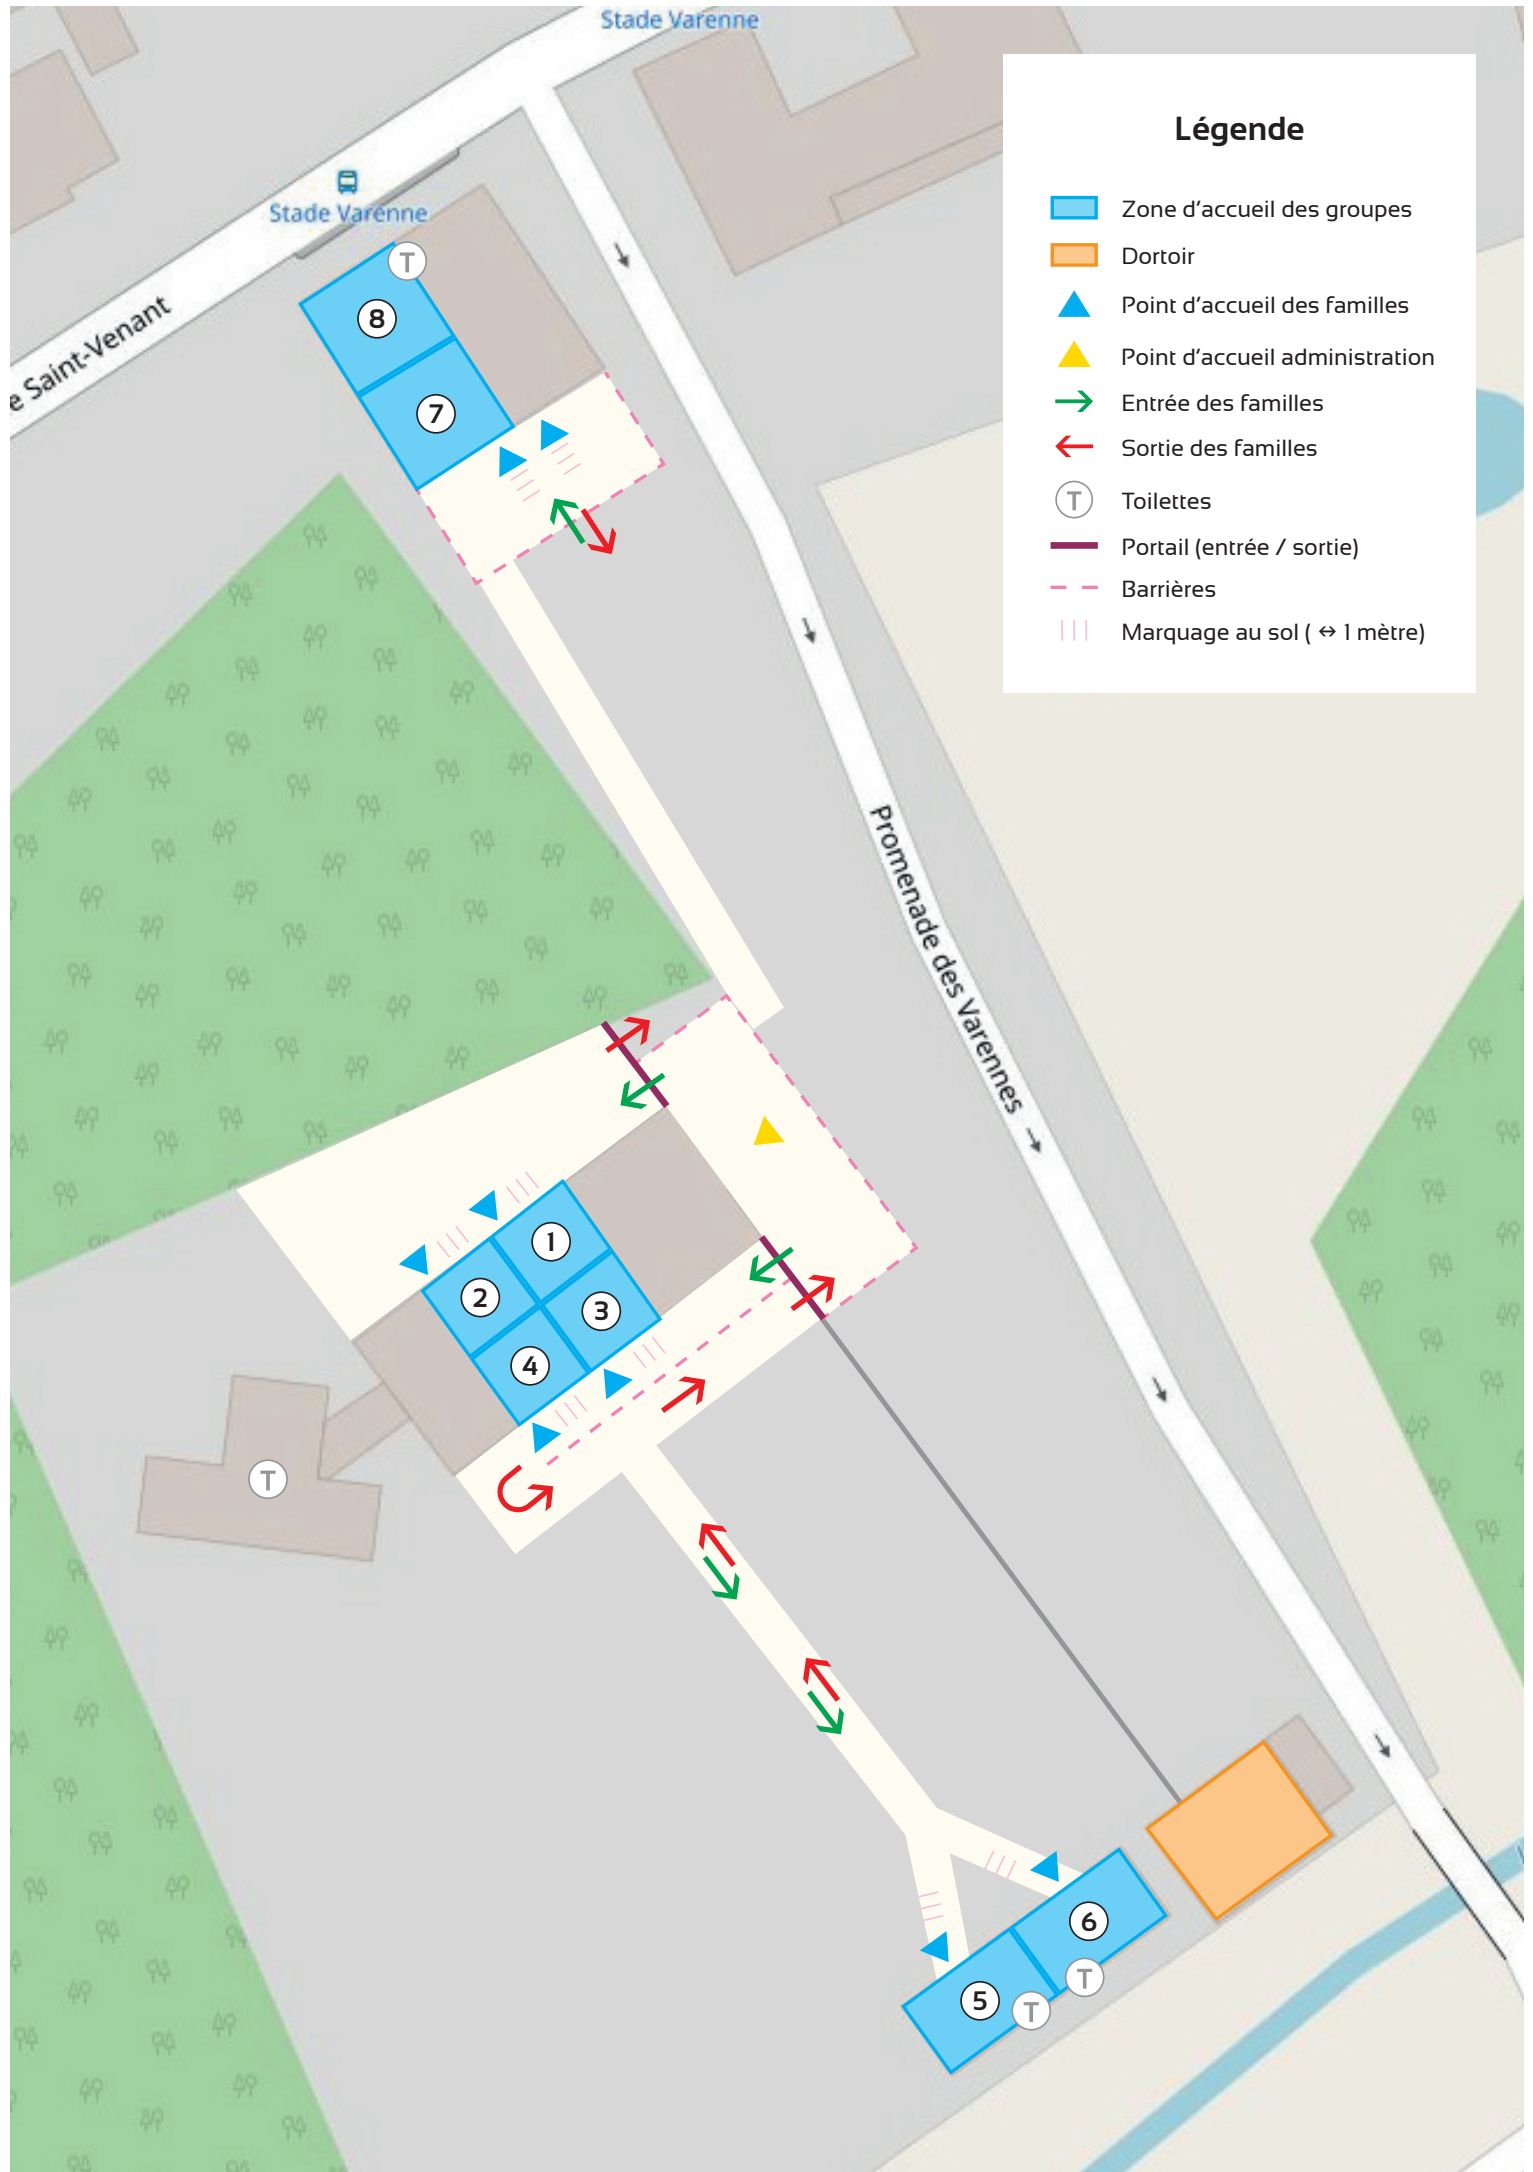 Stade Varenne
Légende
Stade Varenne
Zone d'accueil des groupes
T
Dortoir
8
Point d'accueil des familles
e Saint-Venant
Point d'accueil administration
7
Entrée des familles
Sortie des familles
T Toilettes
Portail (entrée / sortie)
Barrières
Marquage au sol ( ↔ 1 mètre)
Promenade des Varennes
1
2
3
4
T
6
T
5
T